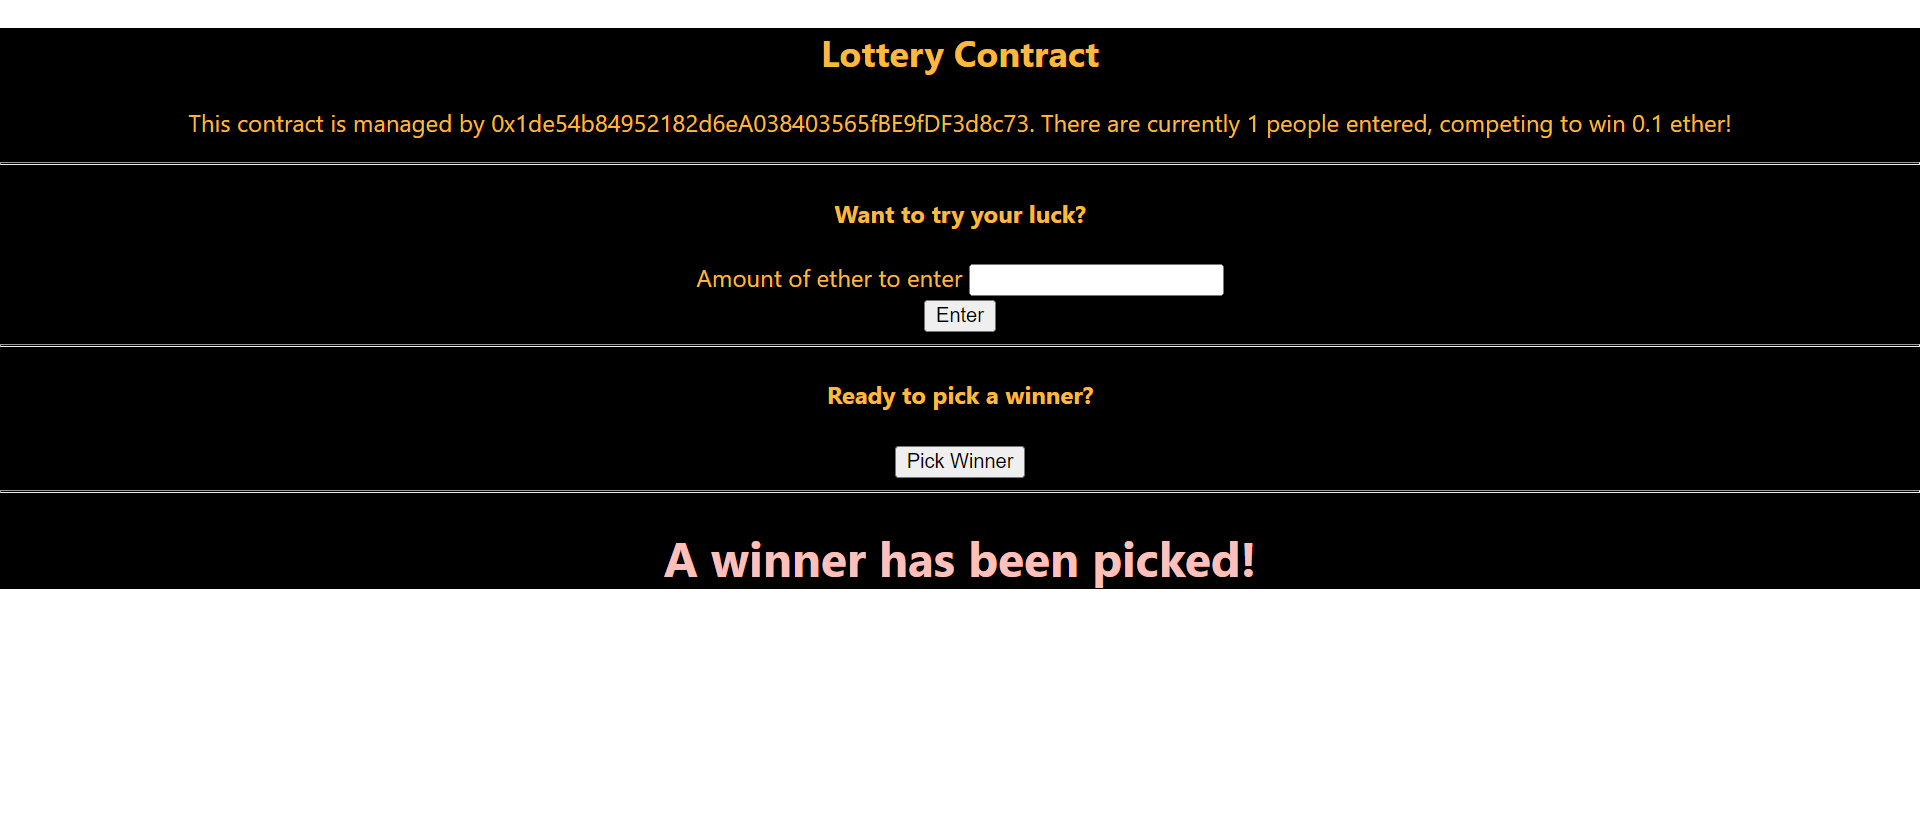 Lottery Contract
This contract is managed by 0x1de54b84952182d6eA038403565fBE9fDF3d8c73. There are currently 1 people entered, competing to win 0.1 ether!
Want to try your luck?
Amount of ether to enter
Enter
Ready to pick a winner?
Pick Winner
A winner has been picked!